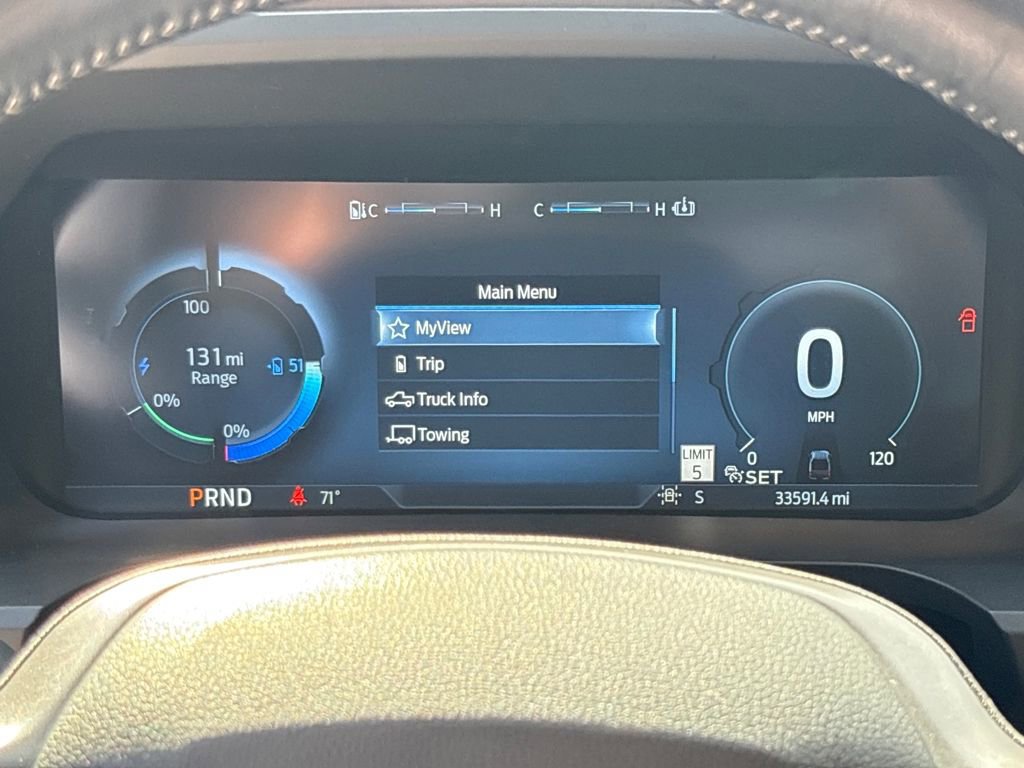 C H C H
100
131 mi
Range
51
0%
0%
Main Menu
MyView
Trip
Truck Info
Towing
0
MPH
0
120
LIMIT
5
SET
PRND
71°
S
33591.4 mi